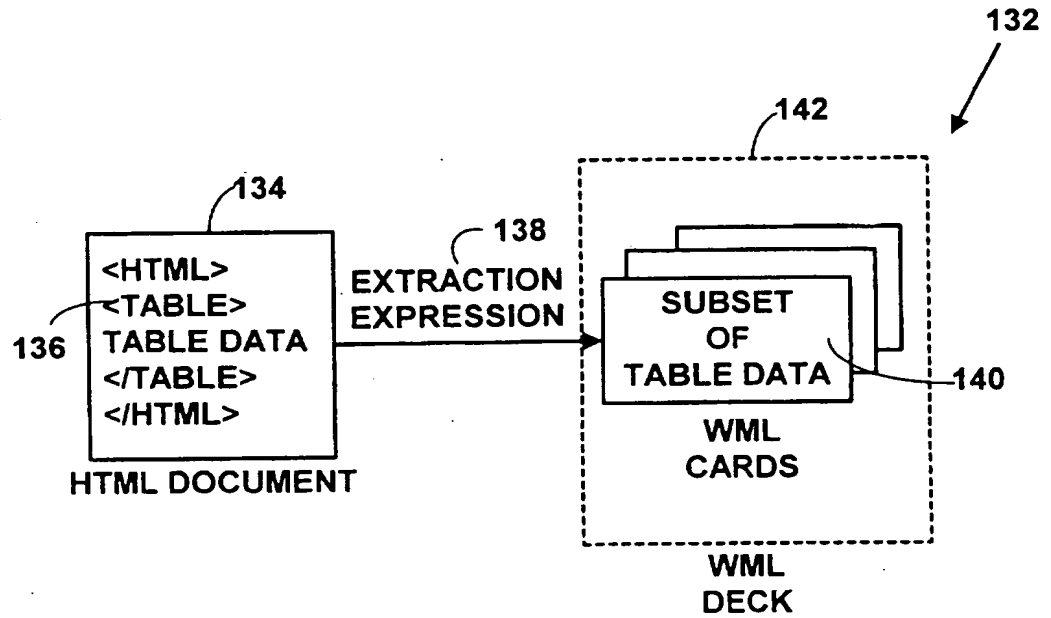 132
142
134
138
<HTML>
<TABLE>
136
TABLE DATA
</TABLE>
</HTML>
HTML DOCUMENT
EXTRACTION
EXPRESSION
SUBSET
OF
TABLE DATA
140
WML
CARDS
WML
DECK